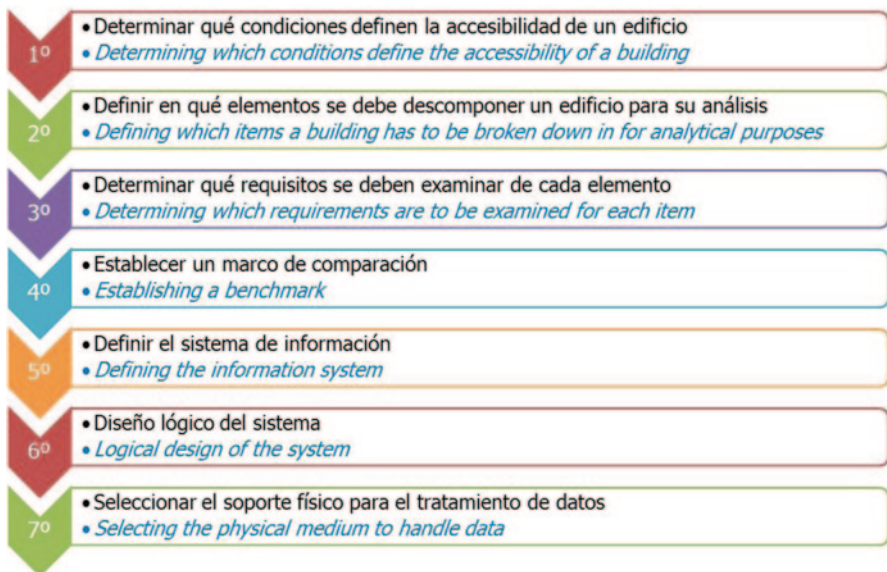 1º
• Determinar qué condiciones definen la accesibilidad de un edificio
• Determining which conditions define the accessibility of a building
2º
• Definir en qué elementos se debe descomponer un edificio para su análisis
• Defining which items a building has to be broken down in for analytical purposes
3º
• Determinar qué requisitos se deben examinar de cada elemento
• Determining which requirements are to be examined for each item
4º
• Establecer un marco de comparación
• Establishing a benchmark
5º
• Definir el sistema de información
• Defining the information system
6º
• Diseño lógico del sistema
• Logical design of the system
7º
• Seleccionar el soporte físico para el tratamiento de datos
• Selecting the physical medium to handle data